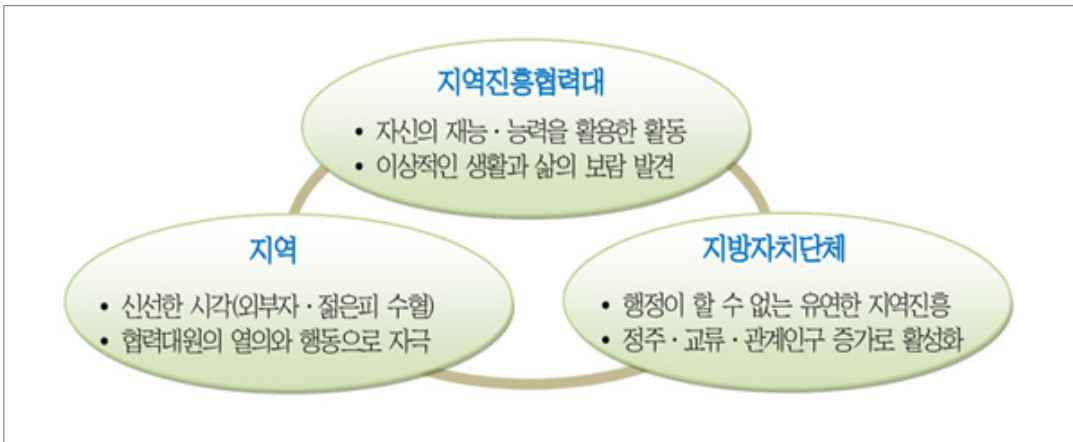 지역진흥협력대
• 자신의 재능·능력을 활용한 활동
• 이상적인 생활과 삶의 보람 발견
지역
• 신선한 시각(외부자·젊은피 수혈)
• 협력대원의 열의와 행동으로 자극
지방자치단체
• 행정이 할 수 없는 유연한 지역진흥
• 정주·교류·관계인구 증가로 활성화